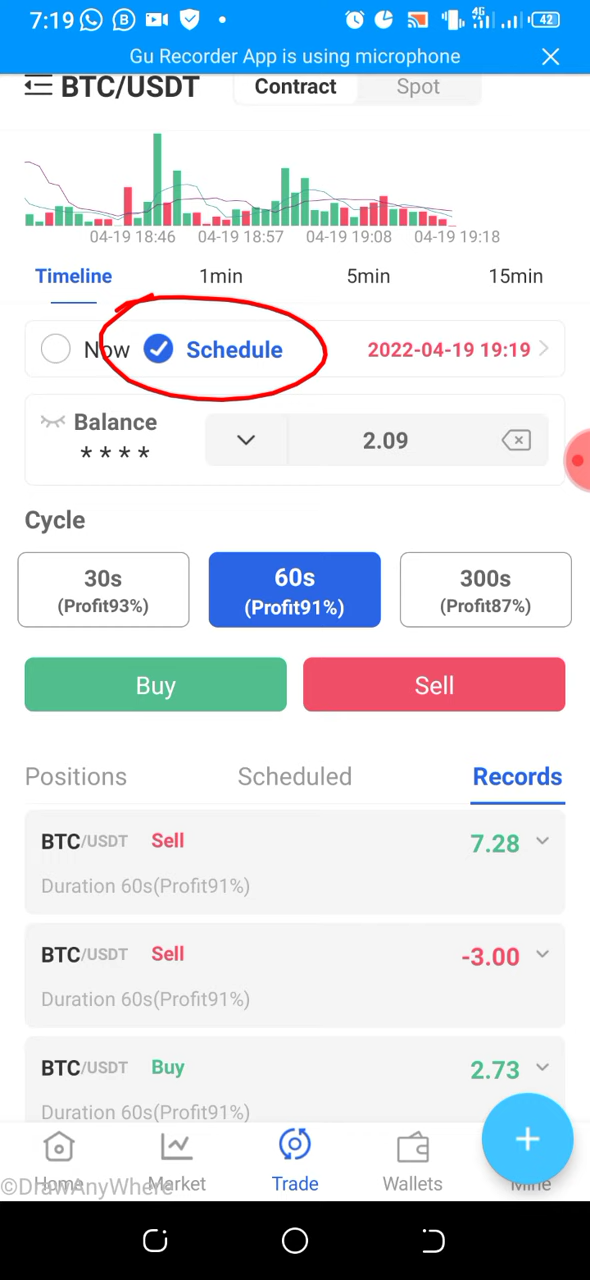 7:19 4G 42
Gu Recorder App is using microphone
BTC/USDT Contract Spot
04-19 18:46 04-19 18:57 04-19 19:08 04-19 19:18
Timeline 1min 5min 15min
Now Schedule 2022-04-19 19:19
Balance
**** 2.09
Cycle
30s 60s 300s
(Profit93%) (Profit91%) (Profit87%)
Buy Sell
Positions Scheduled Records
BTC/USDT Sell 7.28
Duration 60s(Profit91%)
BTC/USDT Sell -3.00
Duration 60s(Profit91%)
BTC/USDT Buy 2.73
Duration 60s(Profit91%)
+
Home Market Trade Wallets Mine
©DrawAnyWhere